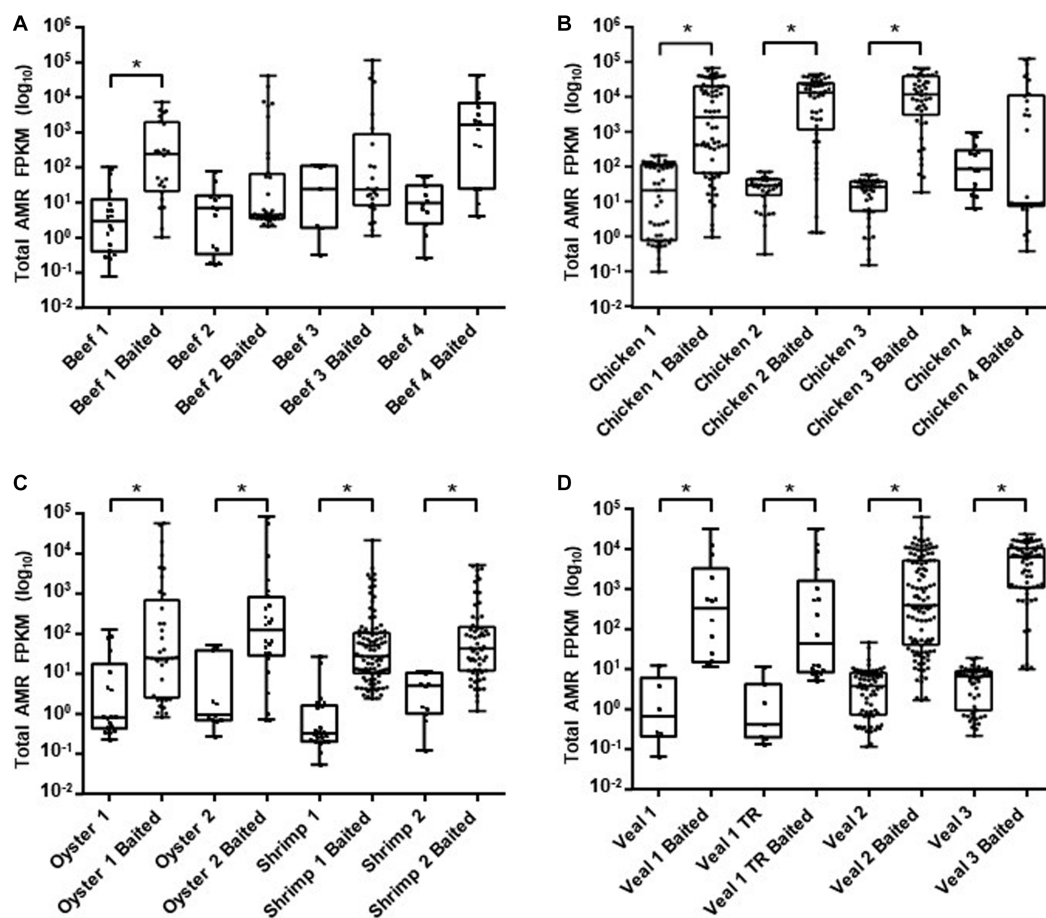 A
Total AMR FPKM (log10)
10^6
10^5
10^4
10^3
10^2
10^1
10^0
10^-1
10^-2
*
Beef 1
Beef 1 Baited
Beef 2
Beef 2 Baited
Beef 3
Beef 3 Baited
Beef 4
Beef 4 Baited
B
Total AMR FPKM (log10)
10^6
10^5
10^4
10^3
10^2
10^1
10^0
10^-1
10^-2
* * *
Chicken 1
Chicken 1 Baited
Chicken 2
Chicken 2 Baited
Chicken 3
Chicken 3 Baited
Chicken 4
Chicken 4 Baited
C
Total AMR FPKM (log10)
10^5
10^4
10^3
10^2
10^1
10^0
10^-1
10^-2
* * * *
Oyster 1
Oyster 1 Baited
Oyster 2
Oyster 2 Baited
Shrimp 1
Shrimp 1 Baited
Shrimp 2
Shrimp 2 Baited
D
Total AMR FPKM (log10)
10^5
10^4
10^3
10^2
10^1
10^0
10^-1
10^-2
* * * *
Veal 1
Veal 1 Baited
Veal 1 TR
Veal 1 TR Baited
Veal 2
Veal 2 Baited
Veal 3
Veal 3 Baited